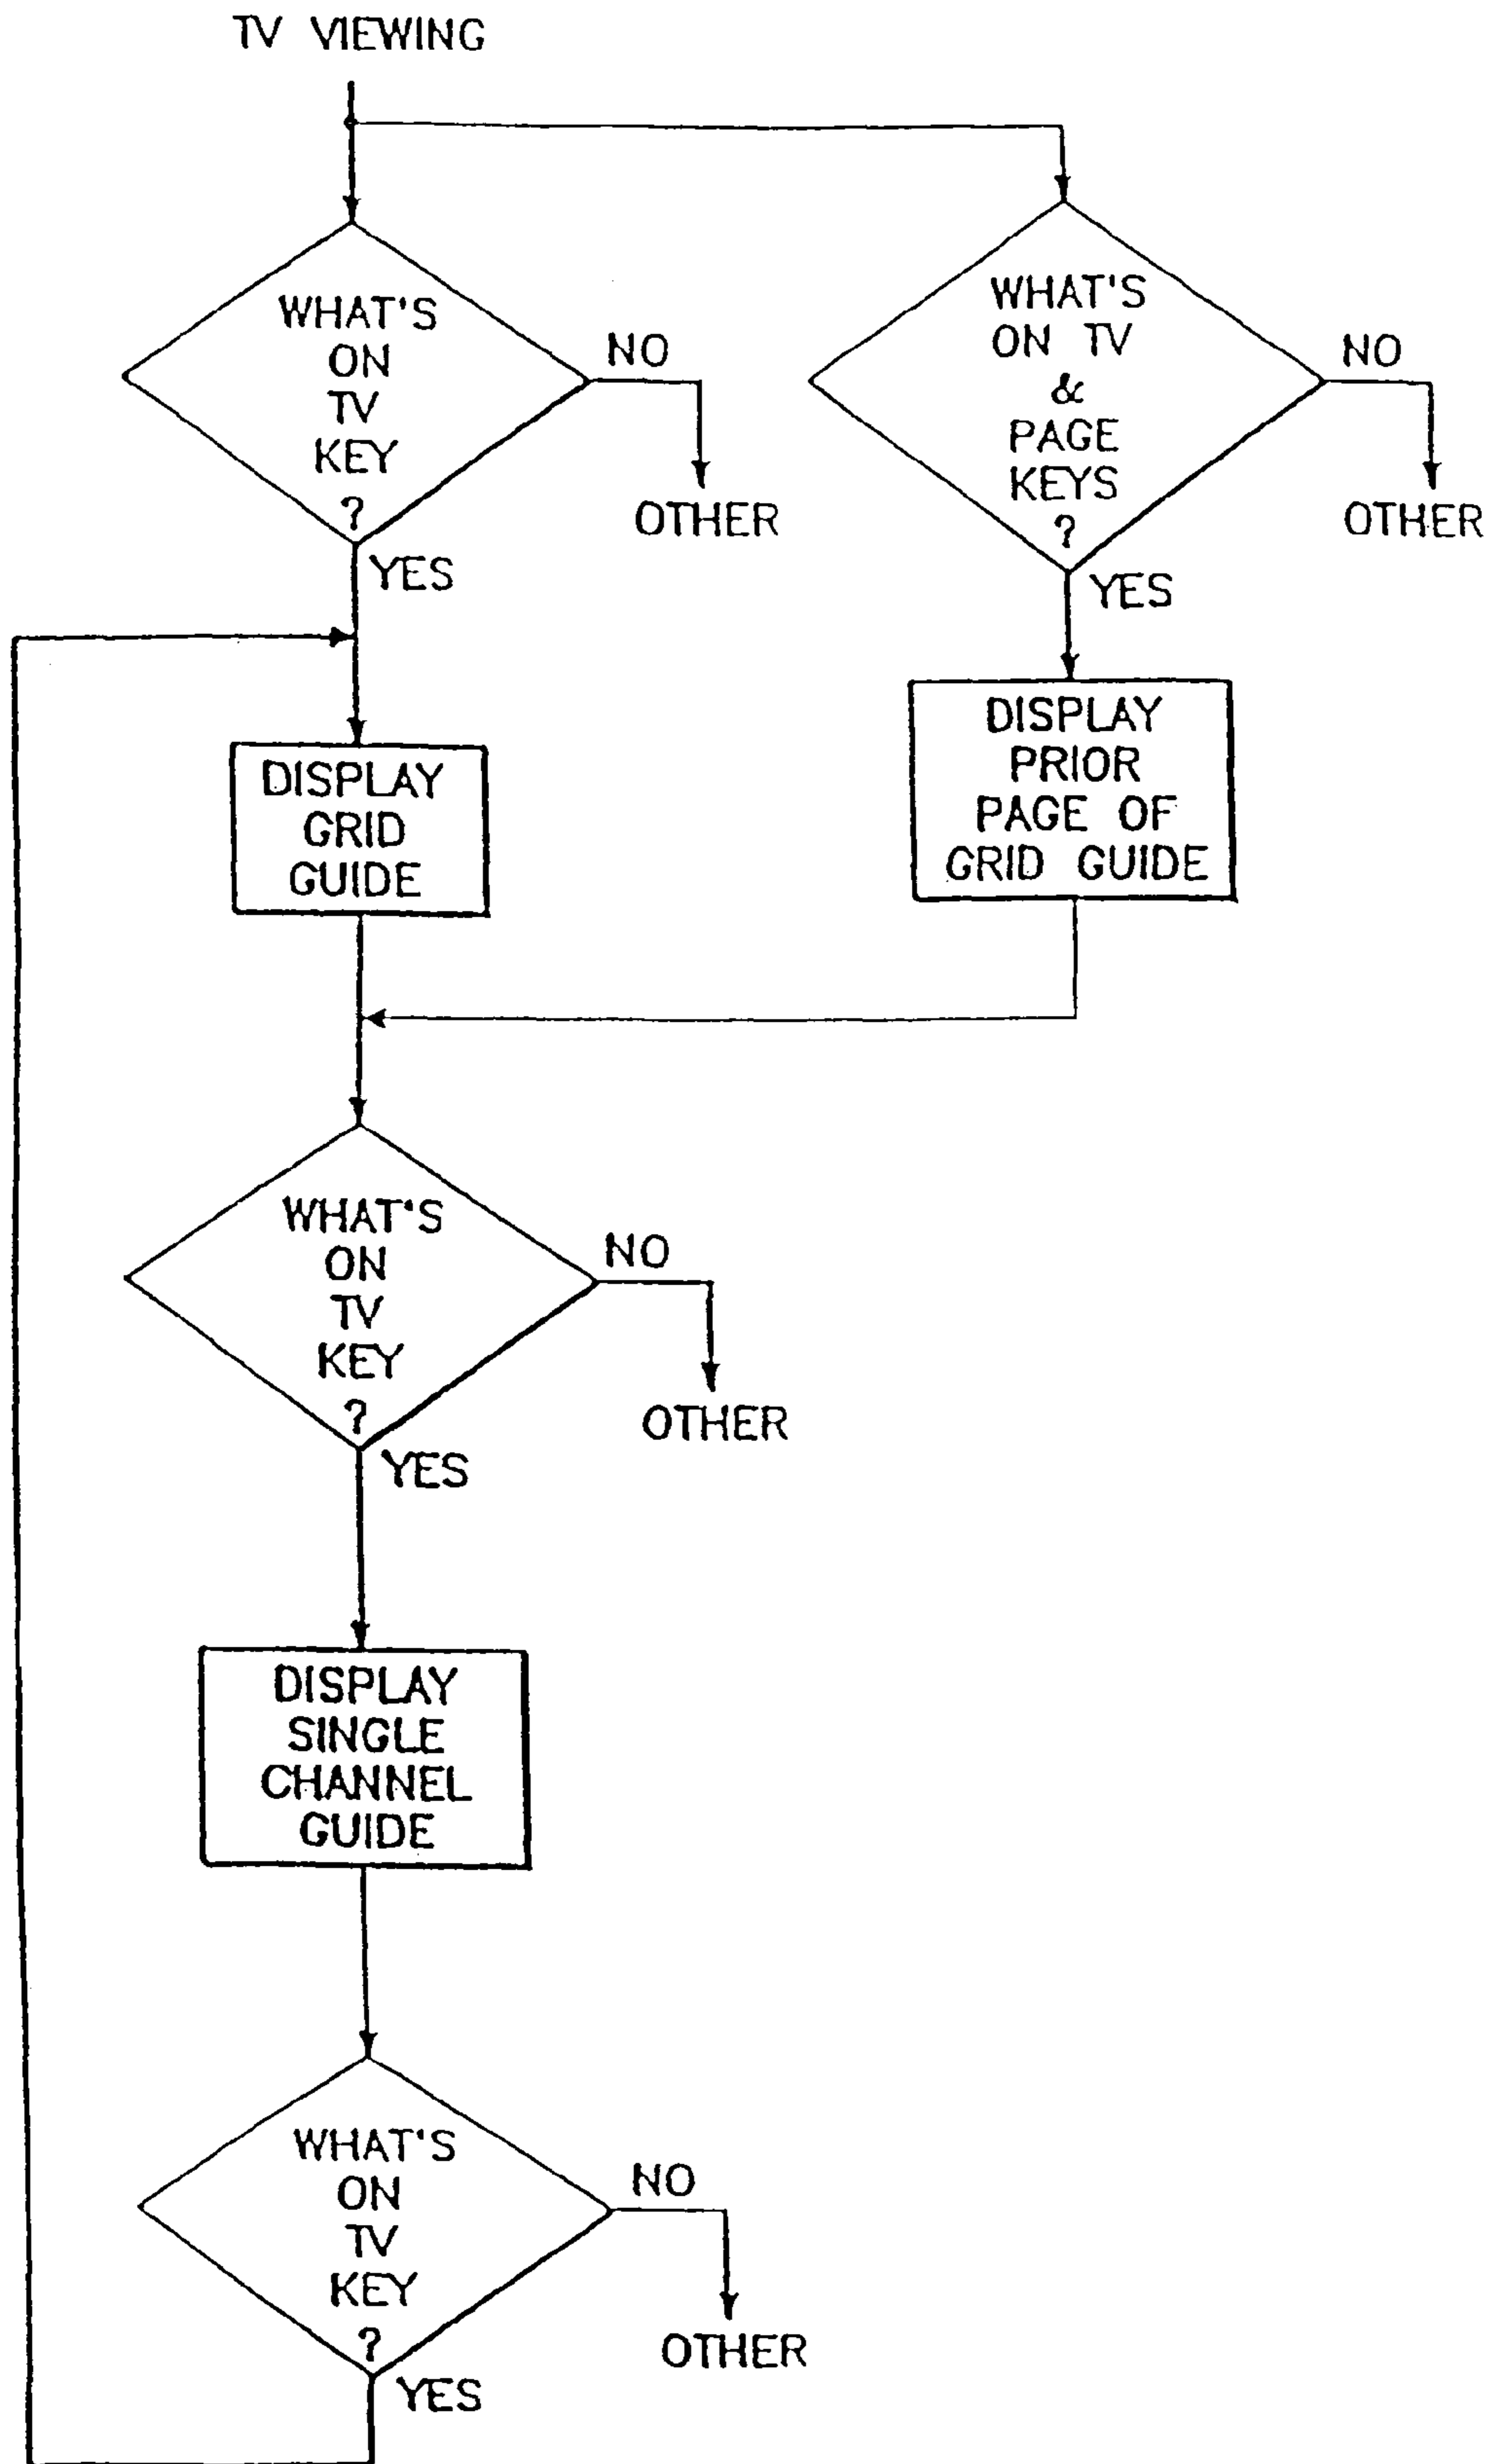 TV VIEWING
WHAT'S
ON
TV
KEY
?
NO
OTHER
YES
WHAT'S
ON TV
&
PAGE
KEYS
?
NO
OTHER
YES
DISPLAY
PRIOR
PAGE OF
GRID GUIDE
DISPLAY
GRID
GUIDE
WHAT'S
ON
TV
KEY
?
NO
OTHER
YES
DISPLAY
SINGLE
CHANNEL
GUIDE
WHAT'S
ON
TV
KEY
?
NO
OTHER
YES